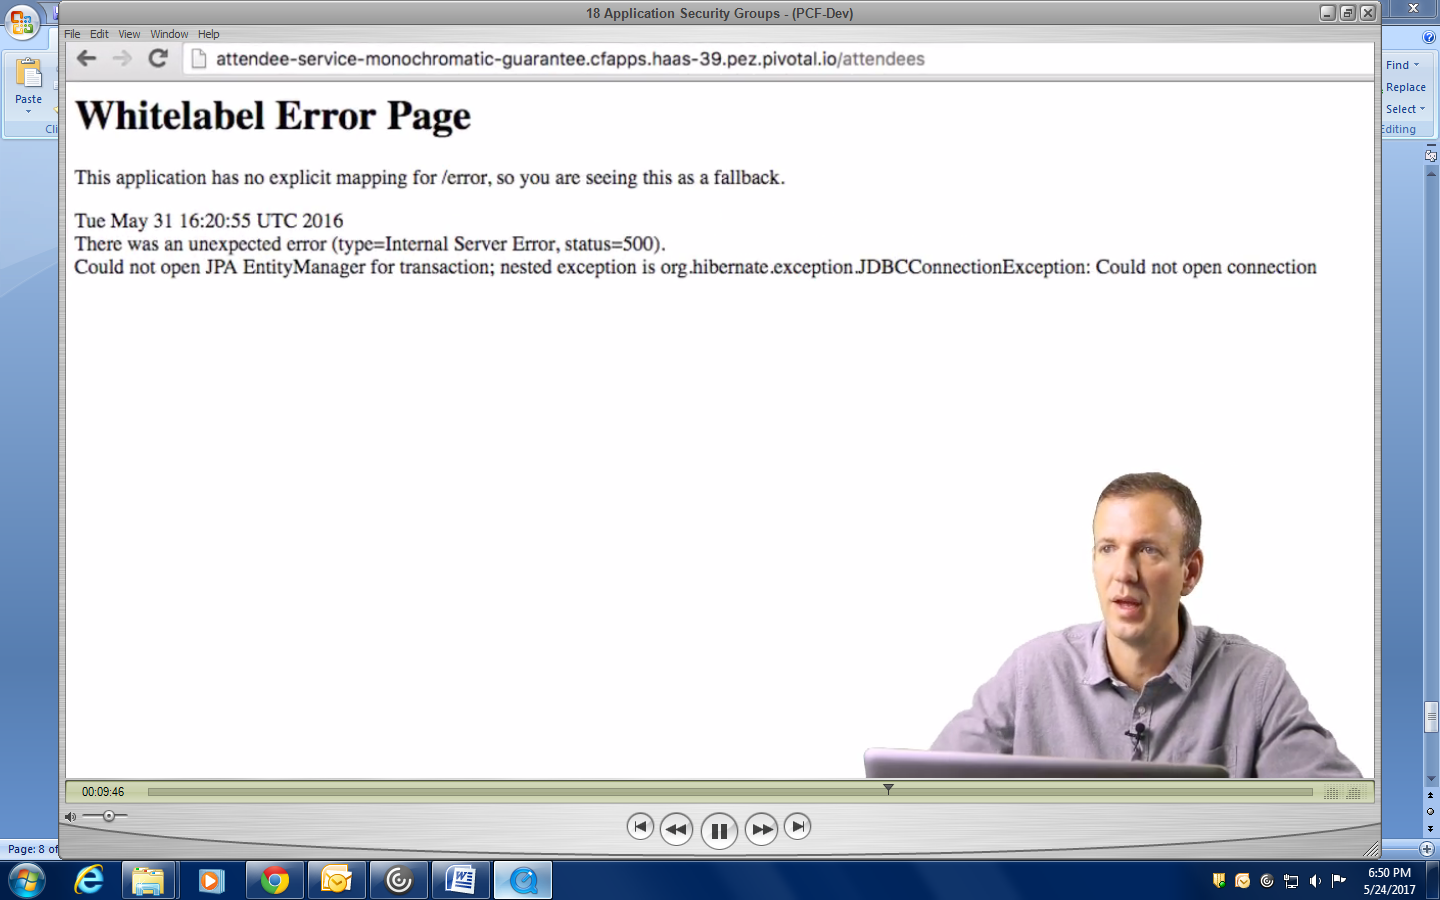 18 Application Security Groups - (PCF-Dev)
File Edit View Window Help
attendee-service-monochromatic-guarantee.cfapps.haas-39.pez.pivotal.io/attendees
Whitelabel Error Page
This application has no explicit mapping for /error, so you are seeing this as a fallback.
Tue May 31 16:20:55 UTC 2016
There was an unexpected error (type=Internal Server Error, status=500).
Could not open JPA EntityManager for transaction; nested exception is org.hibernate.exception.JDBCConnectionException: Could not open connection
Paste
Cli
Find
Replace
Select
Editing
00:09:46
Page: 8 of
6:50 PM
5/24/2017